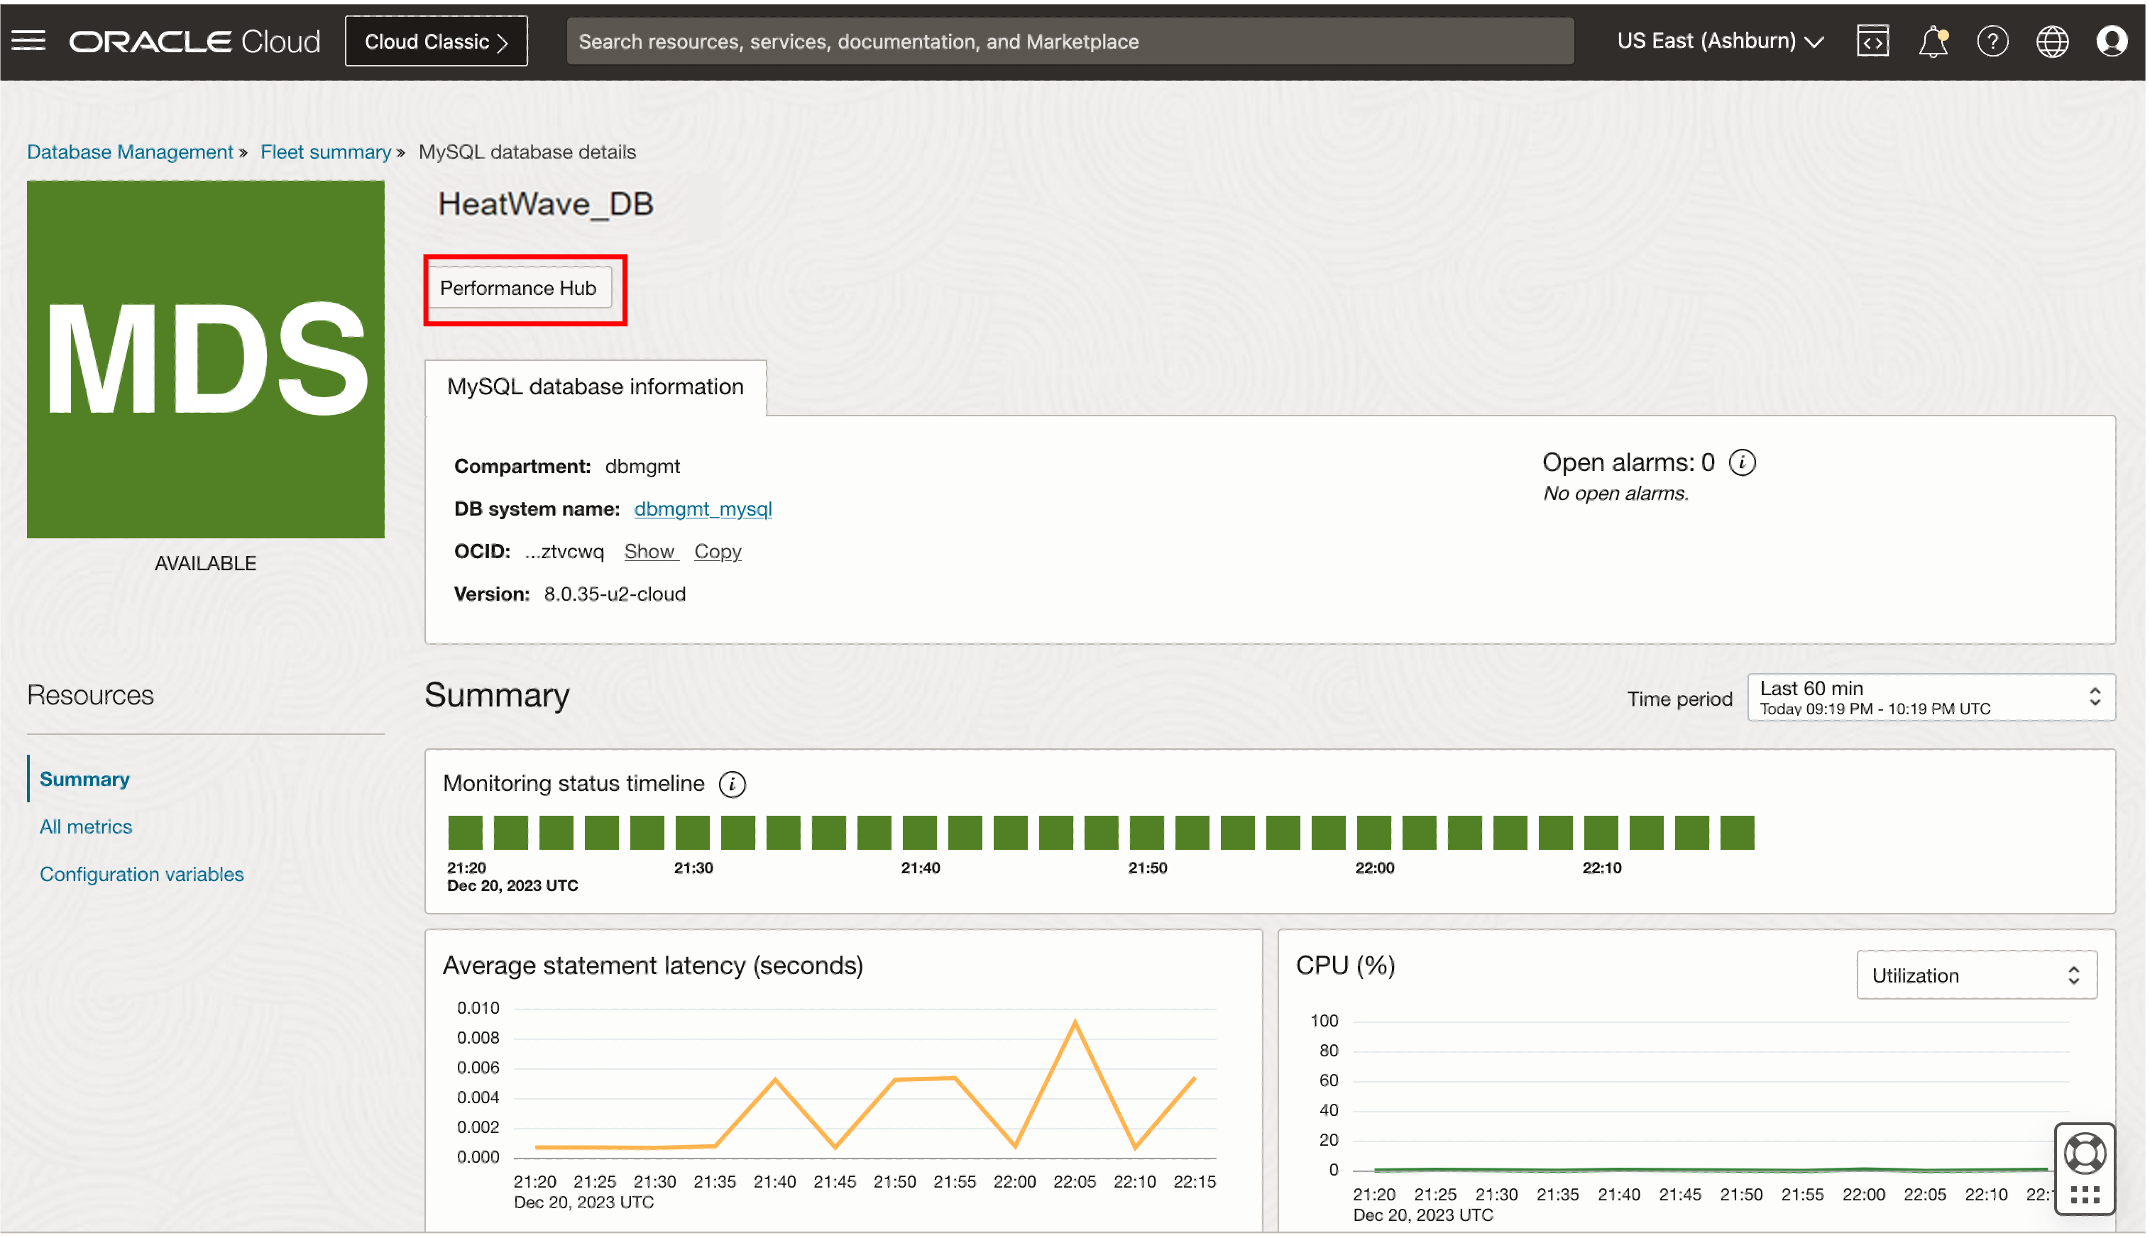 ORACLE Cloud
Cloud Classic
Search resources, services, documentation, and Marketplace
US East (Ashburn)
Database Management » Fleet summary » MySQL database details
MDS
AVAILABLE
HeatWave_DB
Performance Hub
MySQL database information
Compartment: dbmgmt
DB system name: dbmgmt_mysql
OCID: ...ztvcwq Show Copy
Version: 8.0.35-u2-cloud
Open alarms: 0
No open alarms.
Resources
Summary
All metrics
Configuration variables
Summary
Time period
Last 60 min
Today 09:19 PM - 10:19 PM UTC
Monitoring status timeline
21:20 21:30 21:40 21:50 22:00 22:10
Dec 20, 2023 UTC
Average statement latency (seconds)
0.010
0.008
0.006
0.004
0.002
0.000
21:20 21:25 21:30 21:35 21:40 21:45 21:50 21:55 22:00 22:05 22:10 22:15
Dec 20, 2023 UTC
CPU (%)
Utilization
100
80
60
40
20
0
21:20 21:25 21:30 21:35 21:40 21:45 21:50 21:55 22:00 22:05 22:10
Dec 20, 2023 UTC